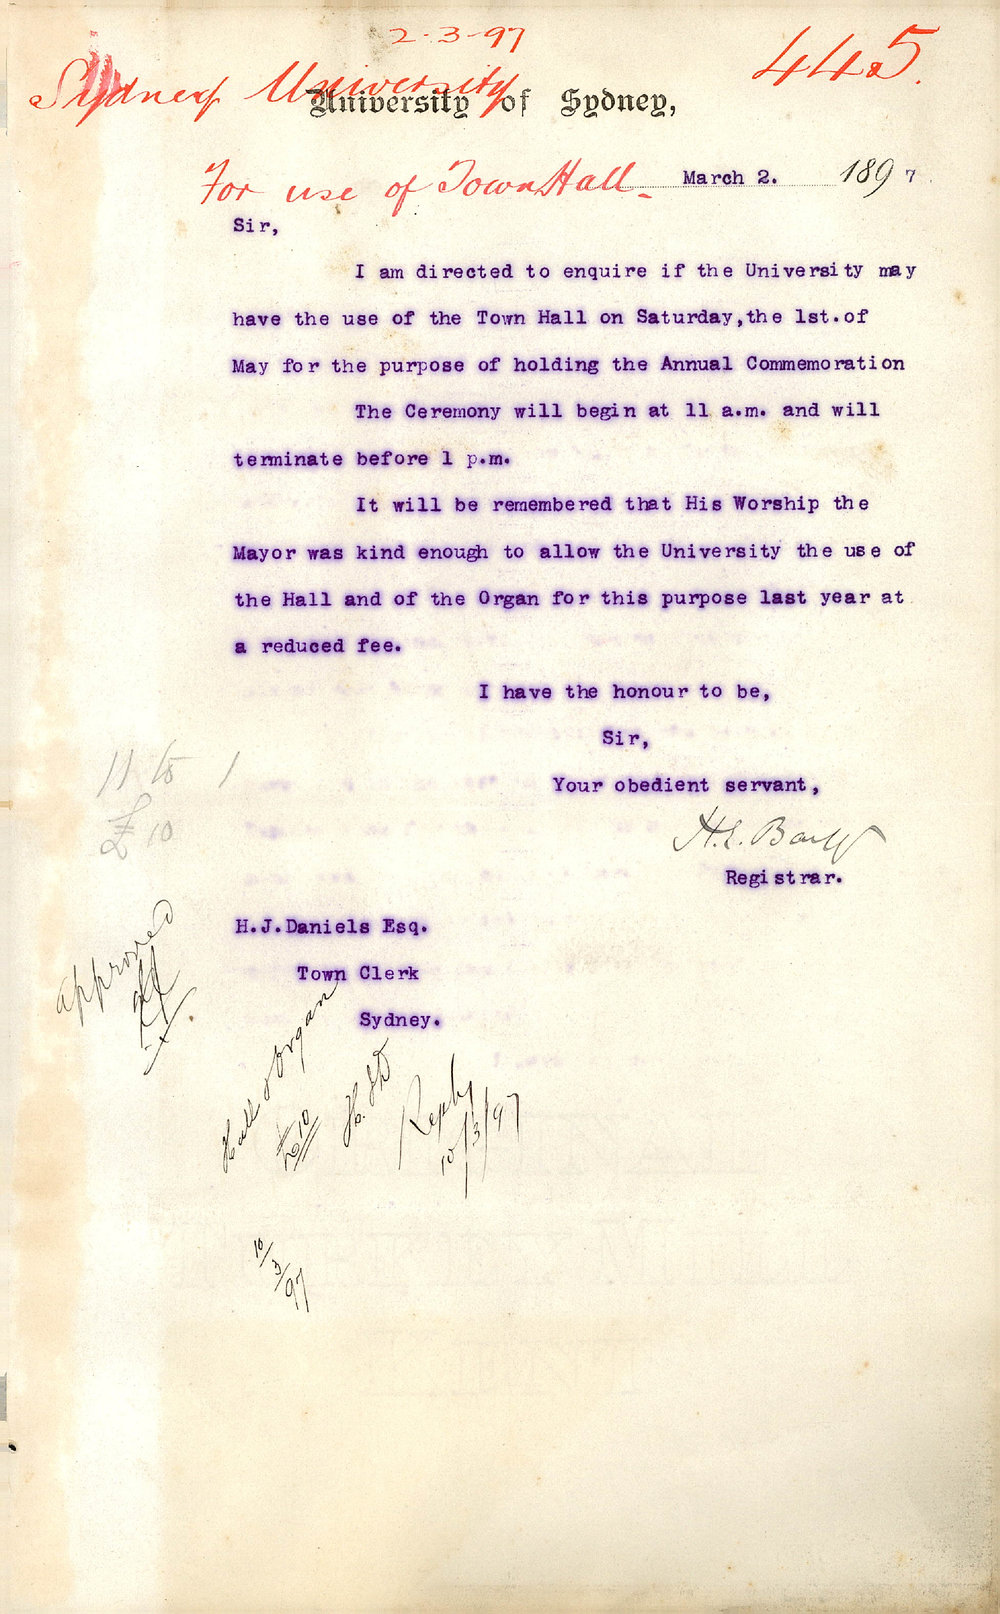 2-3-97
445.
Sydney University
University of Sydney,
For use of Town Hall.
March 2. 1897
Sir,
I am directed to enquire if the University may
have the use of the Town Hall on Saturday,the 1st.of
May for the purpose of holding the Annual Commemoration
The Ceremony will begin at 11 a.m. and will
terminate before 1 p.m.
It will be remembered that His Worship the
Mayor was kind enough to allow the University the use of
the Hall and of the Organ for this purpose last year at
a reduced fee.
I have the honour to be,
Sir,
Your obedient servant,
H.E. Barff
Registrar.
11 to 1
£10
H.J.Daniels Esq.
Town Clerk
Sydney.
approved
Hall & Organ
£10
Reply
10/3/97
10/3/97